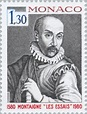 MONACO
1,30
1580 MONTAIGNE "LES ESSAIS" 1980